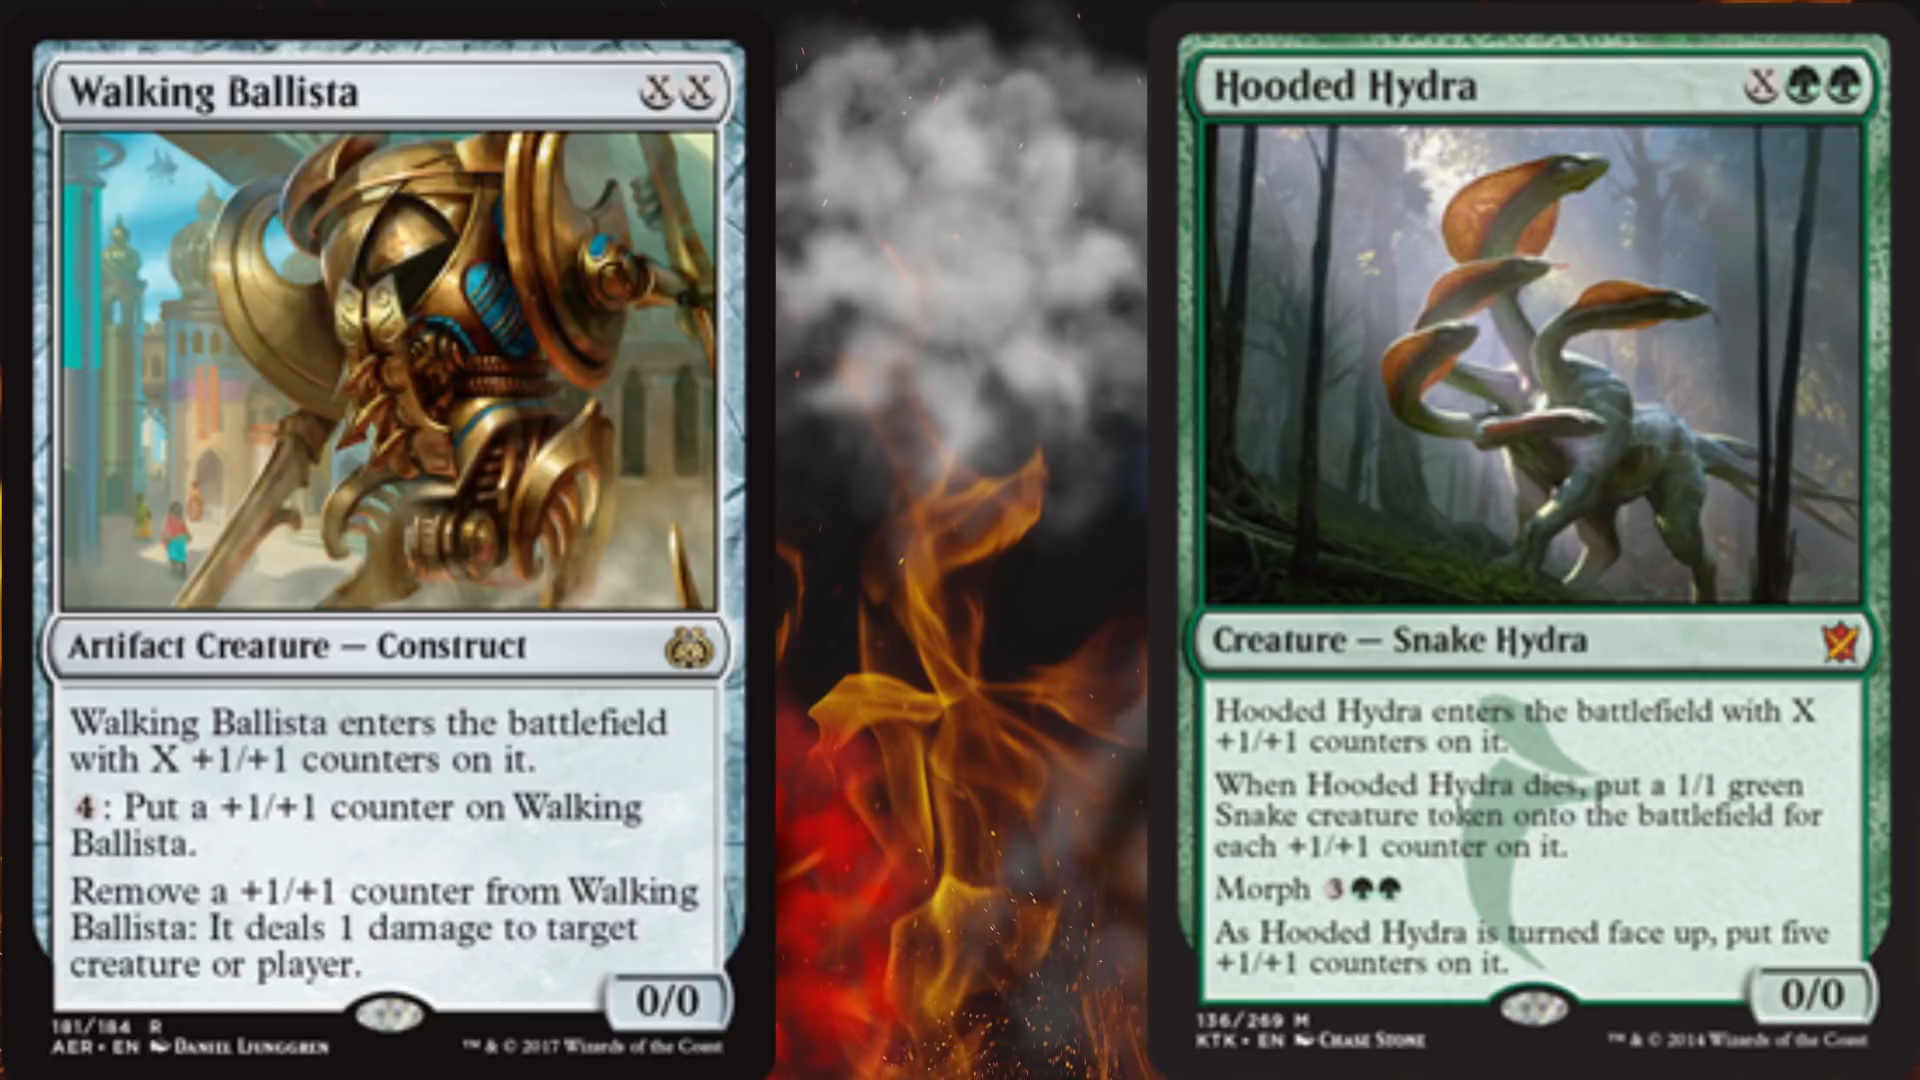 Walking Ballista XX
Artifact Creature — Construct
Walking Ballista enters the battlefield
with X +1/+1 counters on it.
4: Put a +1/+1 counter on Walking
Ballista.
Remove a +1/+1 counter from Walking
Ballista: It deals 1 damage to target
creature or player.
0/0
181/184 R
AER • EN DANIEL LJUNGGREN
™ & © 2017 Wizards of the Coast
Hooded Hydra X
Creature — Snake Hydra
Hooded Hydra enters the battlefield with X
+1/+1 counters on it.
When Hooded Hydra dies, put a 1/1 green
Snake creature token onto the battlefield for
each +1/+1 counter on it.
Morph 3
As Hooded Hydra is turned face up, put five
+1/+1 counters on it.
0/0
136/269 M
KTK • EN CHASE STONE
™ & © 2014 Wizards of the Coast